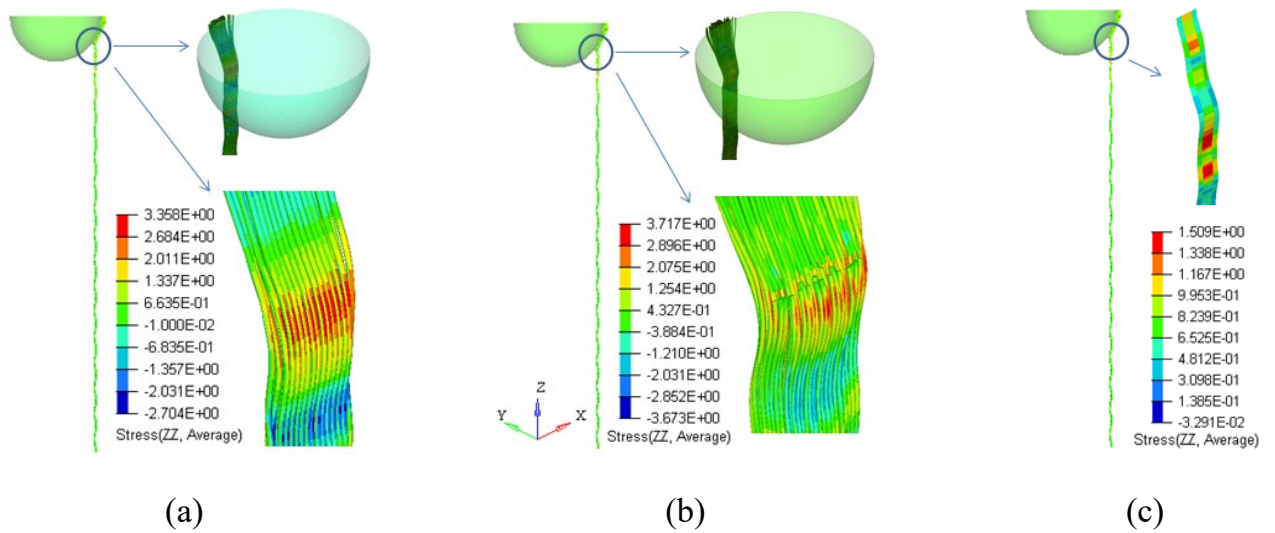 3.358E+00
2.684E+00
2.011E+00
1.337E+00
6.635E-01
-1.000E-02
-6.835E-01
-1.357E+00
-2.031E+00
-2.704E+00
Stress(ZZ, Average)
(a)
3.717E+00
2.896E+00
2.075E+00
1.254E+00
4.327E-01
-3.884E-01
-1.210E+00
-2.031E+00
-2.852E+00
-3.673E+00
Stress(ZZ, Average)
Z
Y
X
(b)
1.509E+00
1.338E+00
1.167E+00
9.953E-01
8.239E-01
6.525E-01
4.812E-01
3.098E-01
1.385E-01
-3.291E-02
Stress(ZZ, Average)
(c)